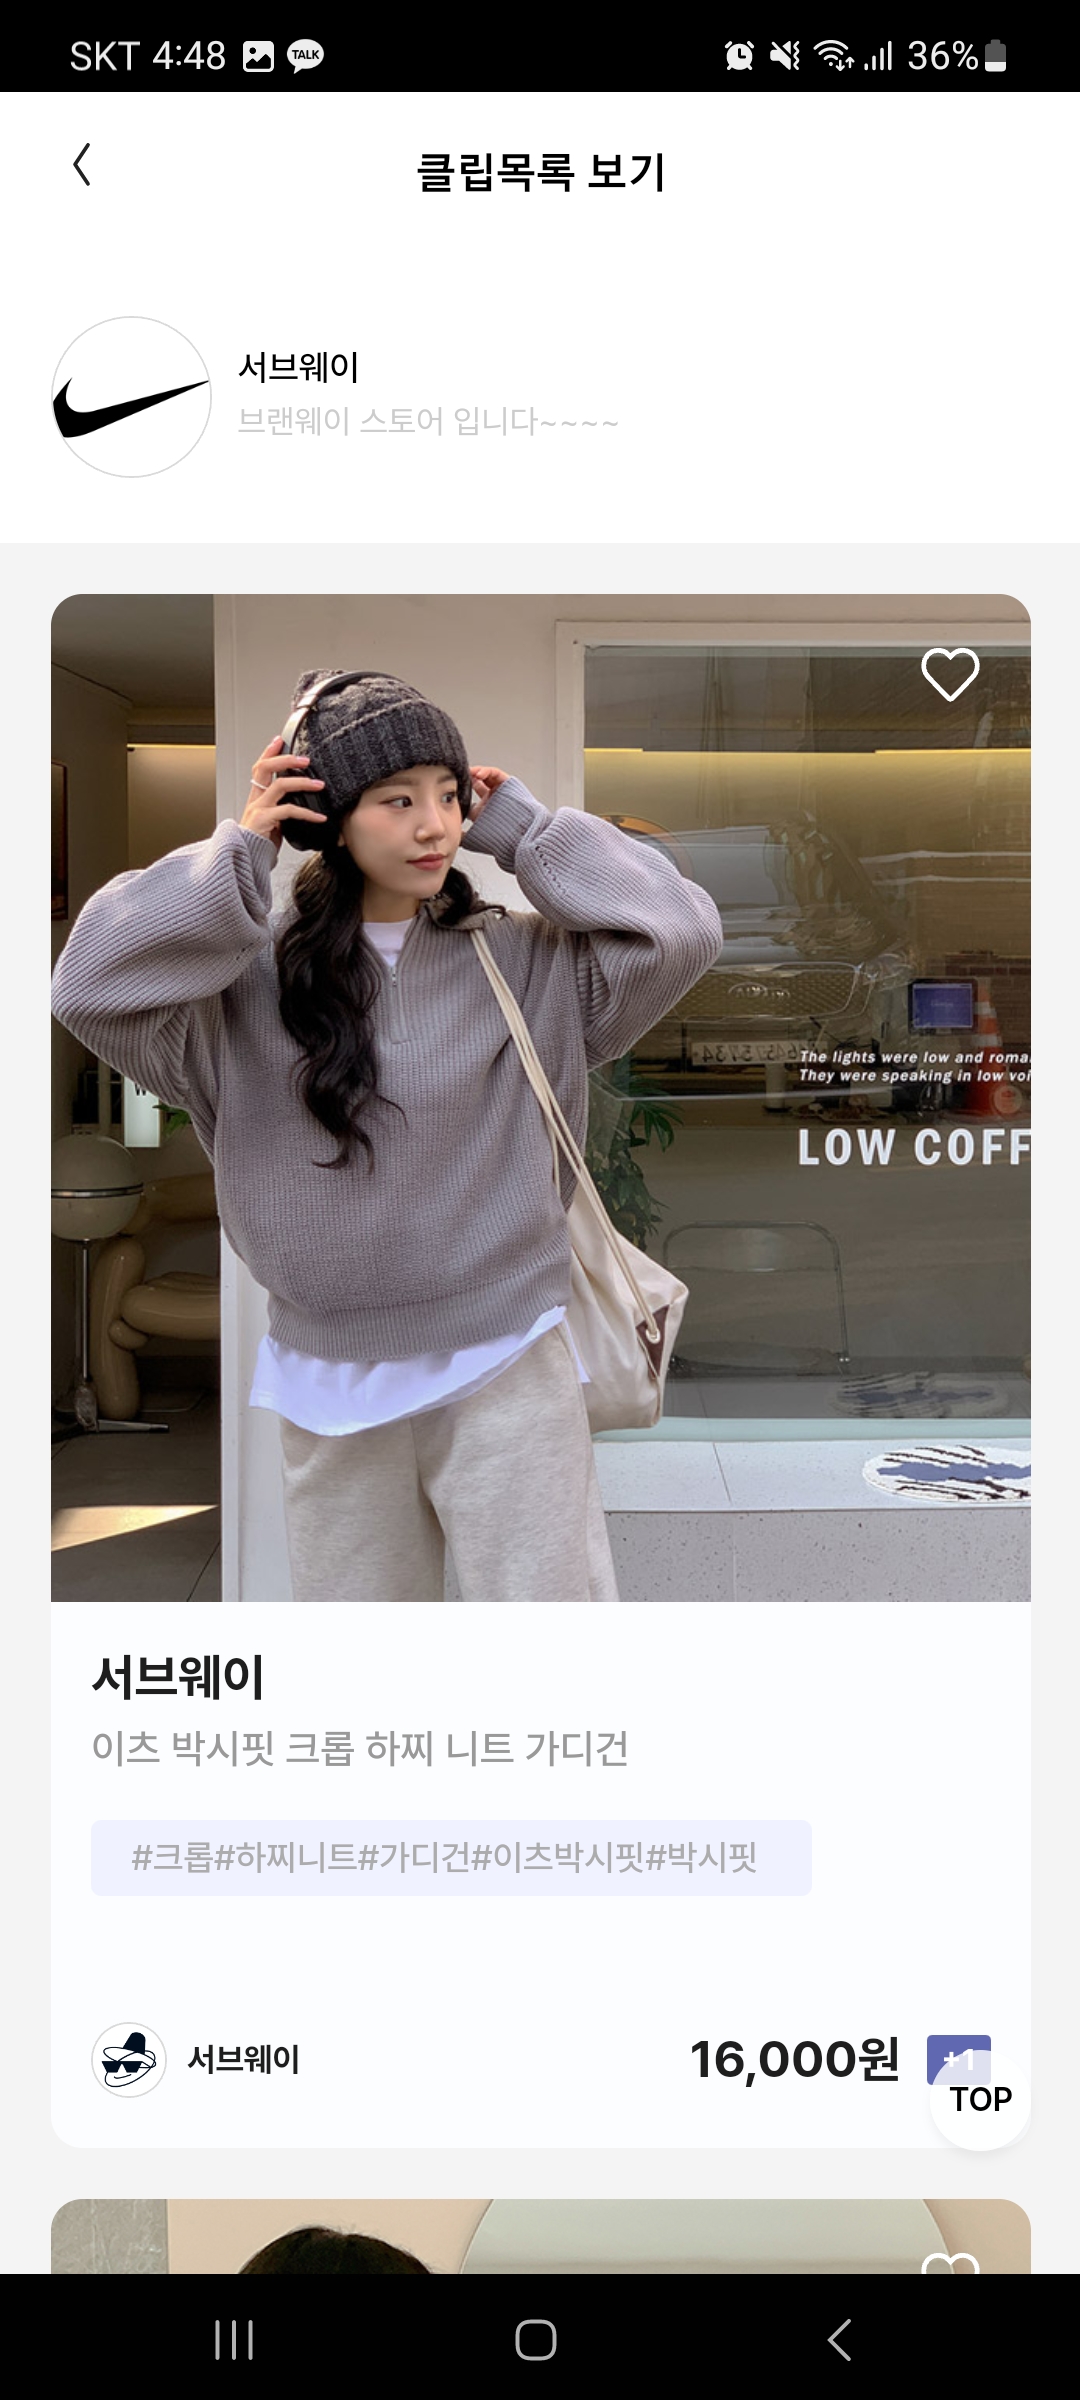 SKT 4:48 TALK 36%
클립목록 보기
서브웨이
브랜웨이 스토어 입니다~~~~
The lights were low and roma
They were speaking in low voi
LOW COFF
서브웨이
이츠 박시핏 크롭 하찌 니트 가디건
#크롭#하찌니트#가디건#이츠박시핏#박시핏
서브웨이
16,000원 +1
TOP